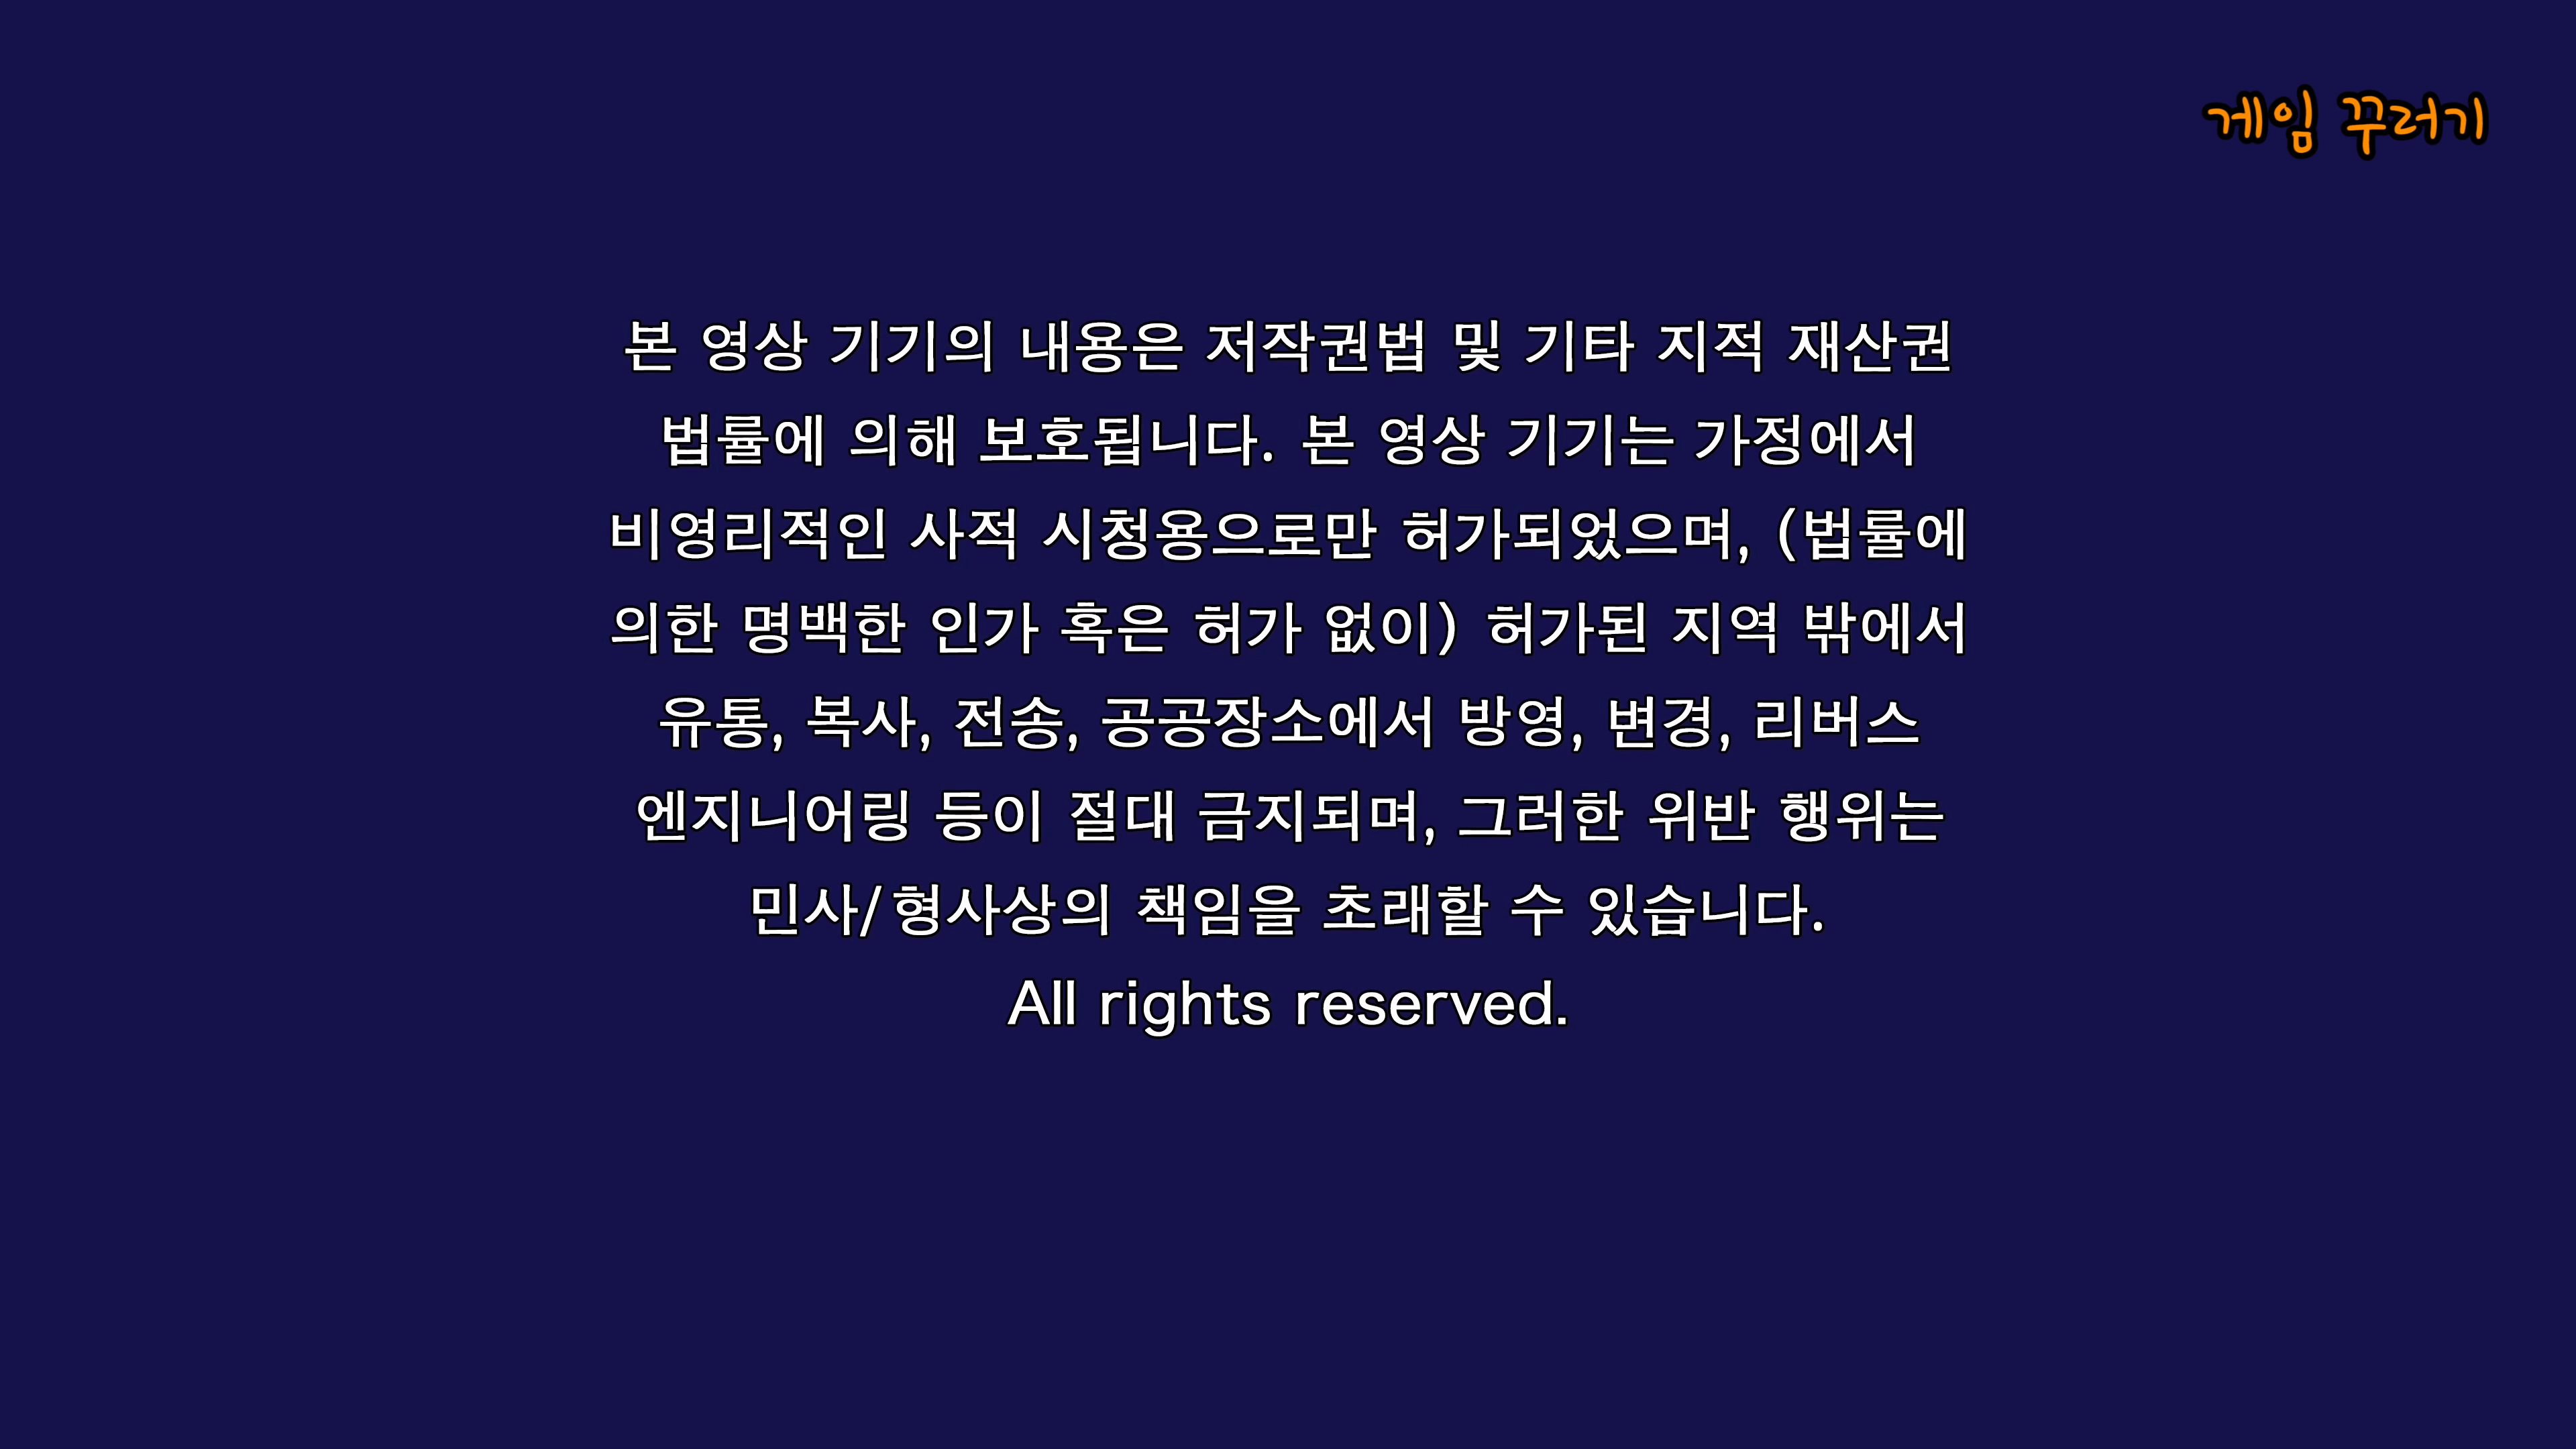 게임 꾸러기
본 영상 기기의 내용은 저작권법 및 기타 지적 재산권
법률에 의해 보호됩니다. 본 영상 기기는 가정에서
비영리적인 사적 시청용으로만 허가되었으며, (법률에
의한 명백한 인가 혹은 허가 없이) 허가된 지역 밖에서
유통, 복사, 전송, 공공장소에서 방영, 변경, 리버스
엔지니어링 등이 절대 금지되며, 그러한 위반 행위는
민사/형사상의 책임을 초래할 수 있습니다.
All rights reserved.